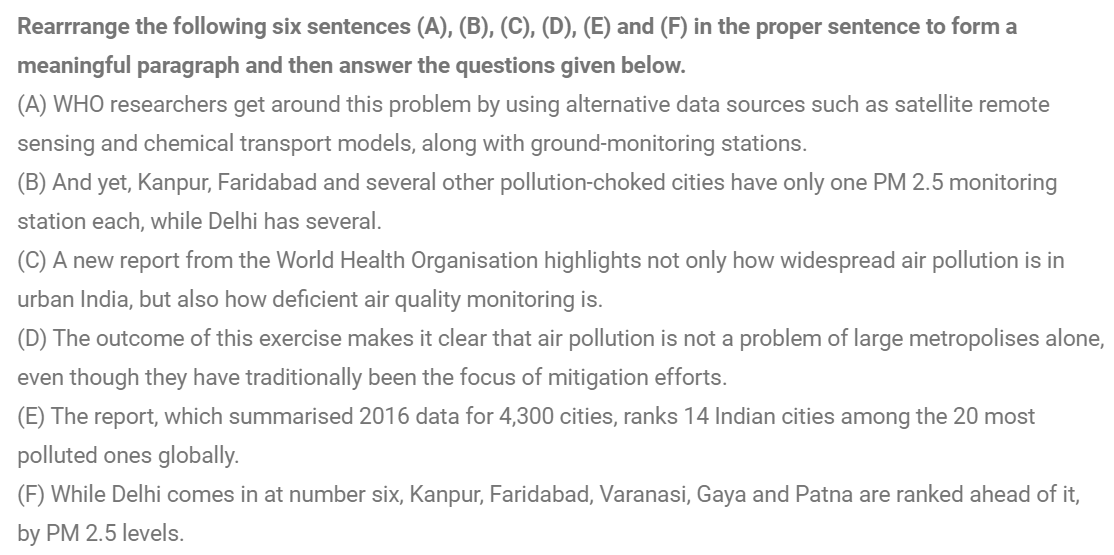 Rearrrange the following six sentences (A), (B), (C), (D), (E) and (F) in the proper sentence to form a
meaningful paragraph and then answer the questions given below.
(A) WHO researchers get around this problem by using alternative data sources such as satellite remote
sensing and chemical transport models, along with ground-monitoring stations.
(B) And yet, Kanpur, Faridabad and several other pollution-choked cities have only one PM 2.5 monitoring
station each, while Delhi has several.
(C) A new report from the World Health Organisation highlights not only how widespread air pollution is in
urban India, but also how deficient air quality monitoring is.
(D) The outcome of this exercise makes it clear that air pollution is not a problem of large metropolises alone,
even though they have traditionally been the focus of mitigation efforts.
(E) The report, which summarised 2016 data for 4,300 cities, ranks 14 Indian cities among the 20 most
polluted ones globally.
(F) While Delhi comes in at number six, Kanpur, Faridabad, Varanasi, Gaya and Patna are ranked ahead of it,
by PM 2.5 levels.